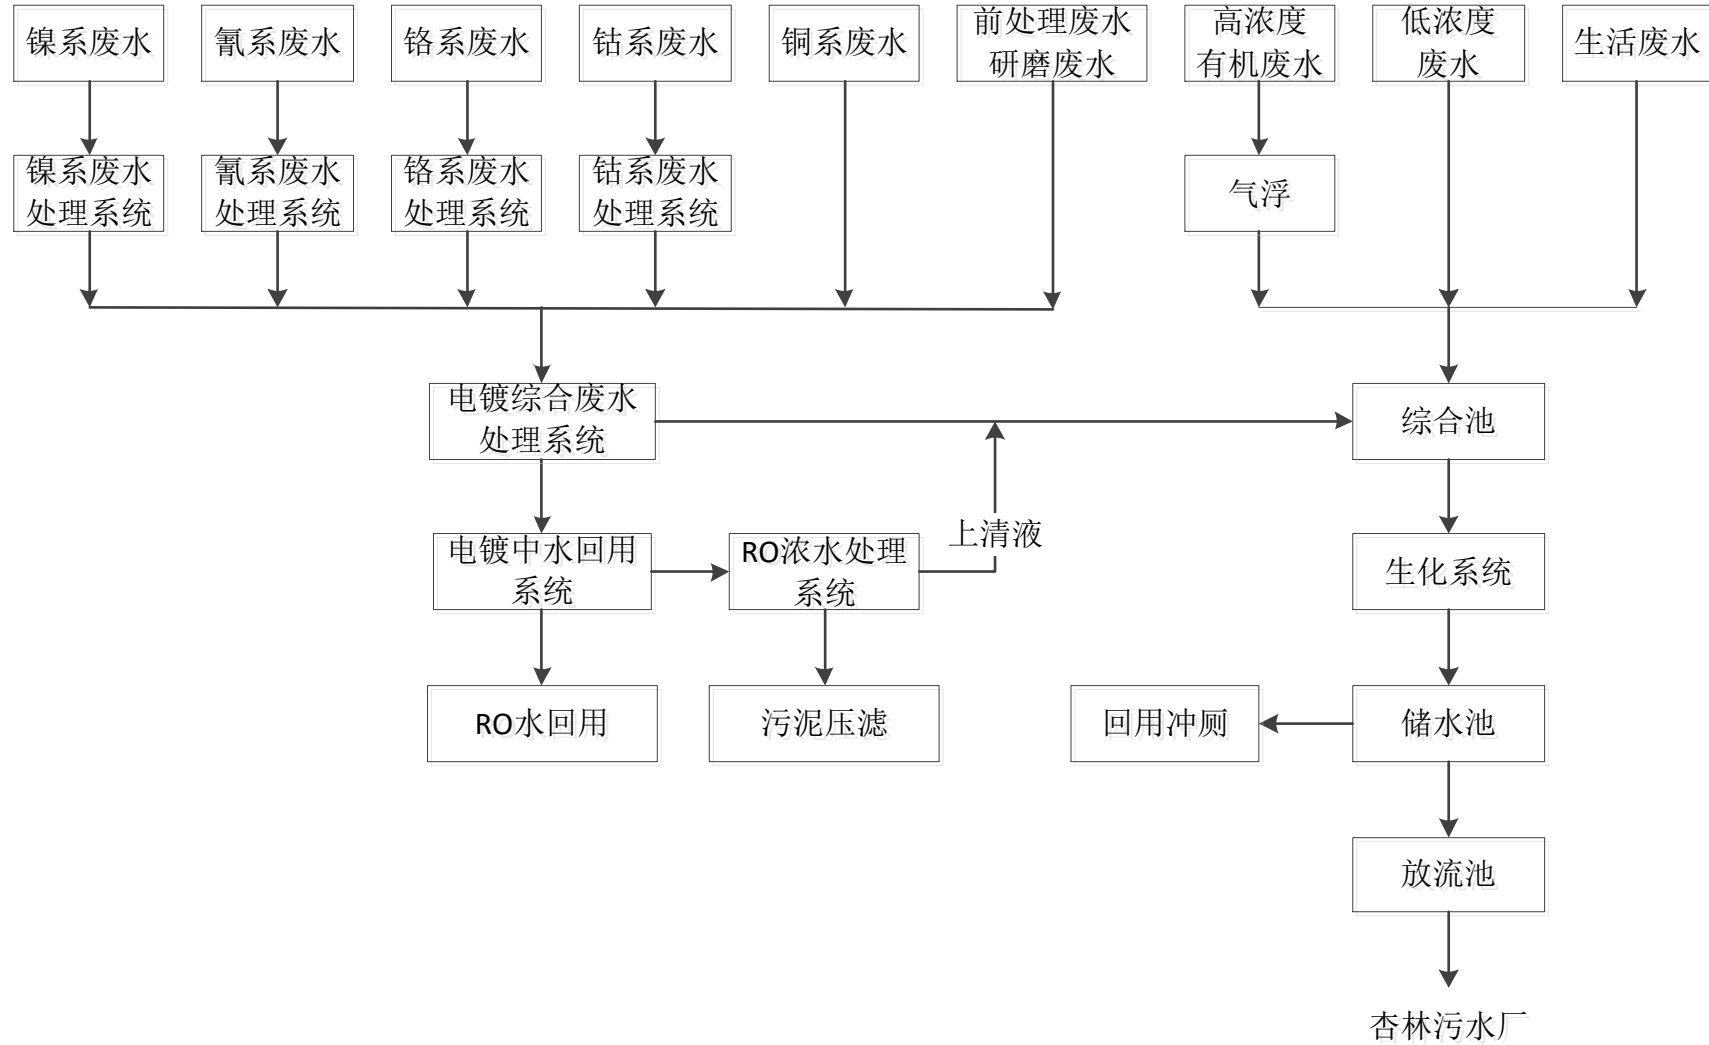 镍系废水
氰系废水
铬系废水
钴系废水
铜系废水
前处理废水
研磨废水
高浓度
有机废水
低浓度
废水
生活废水
镍系废水
处理系统
氰系废水
处理系统
铬系废水
处理系统
钴系废水
处理系统
气浮
电镀综合废水
处理系统
综合池
上清液
电镀中水回用
系统
RO浓水处理
系统
生化系统
RO水回用
污泥压滤
回用冲厕
储水池
放流池
杏林污水厂